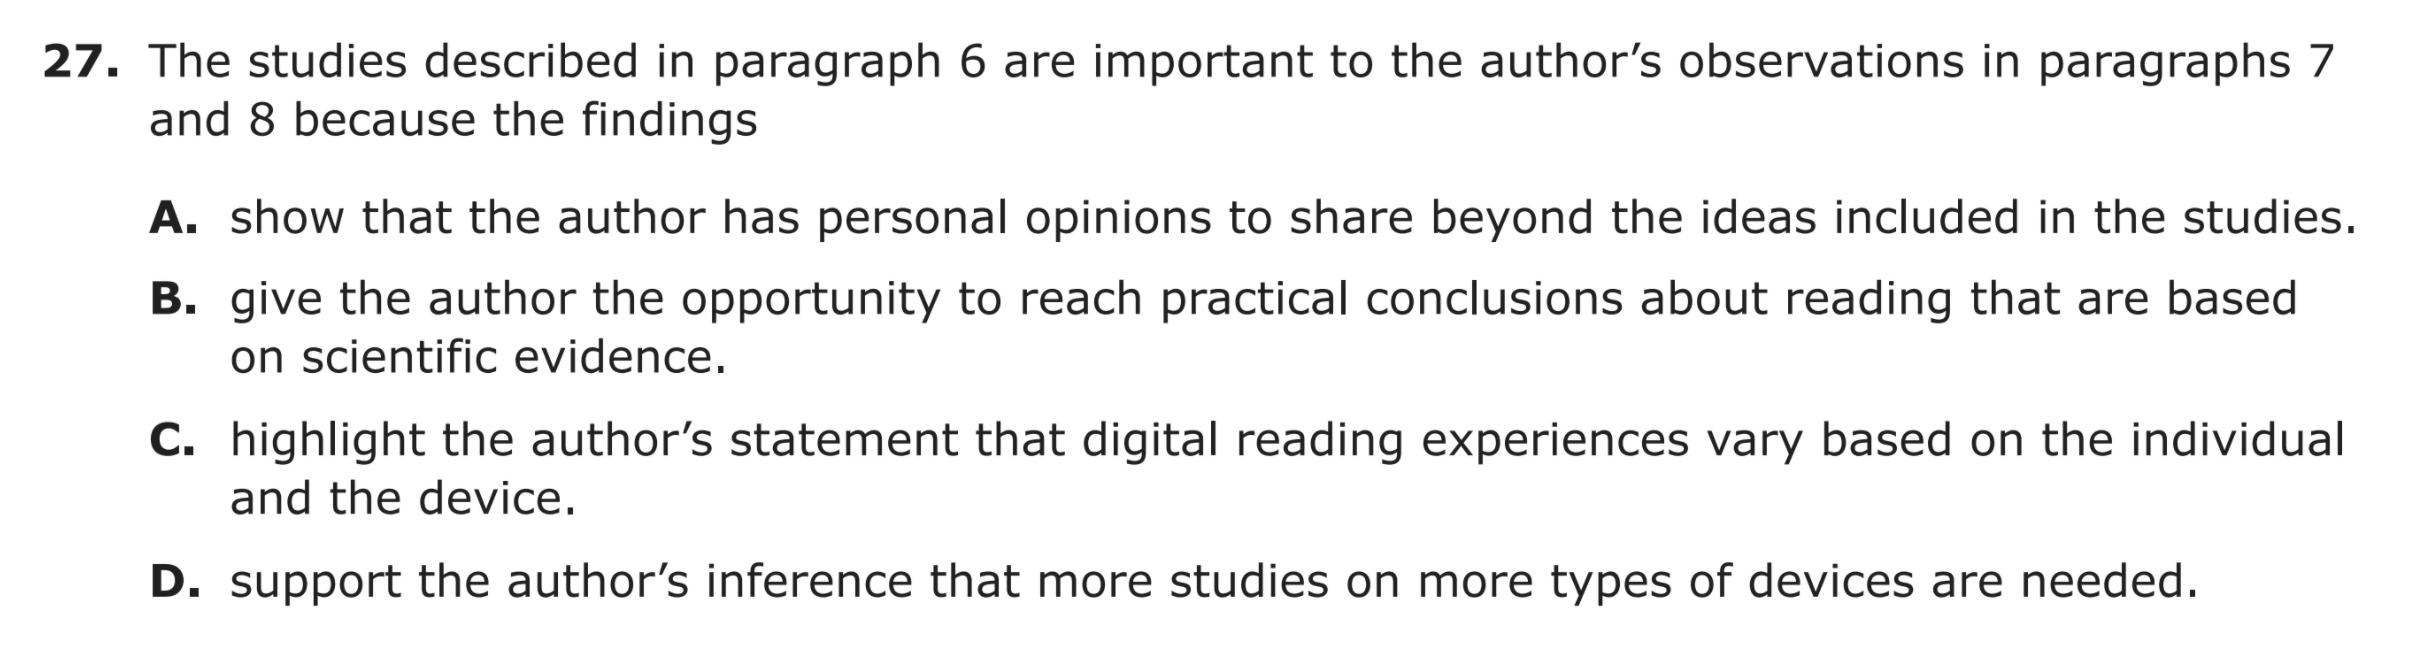 27. The studies described in paragraph 6 are important to the author’s observations in paragraphs 7
and 8 because the findings
A. show that the author has personal opinions to share beyond the ideas included in the studies.
B. give the author the opportunity to reach practical conclusions about reading that are based
on scientific evidence.
C. highlight the author’s statement that digital reading experiences vary based on the individual
and the device.
D. support the author’s inference that more studies on more types of devices are needed.